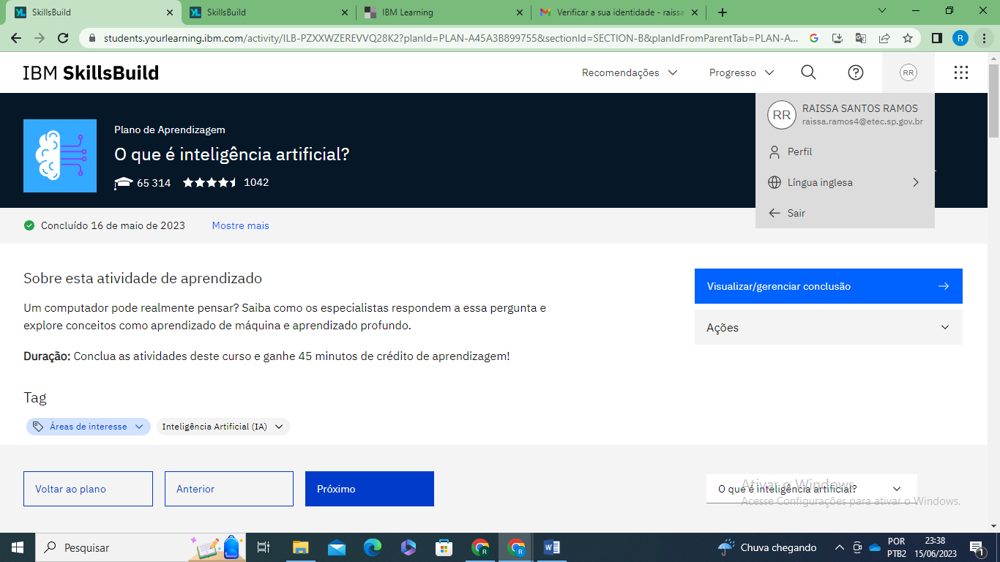 SkillsBuild
SkillsBuild
IBM Learning
Verificar a sua identidade - raissa
students.yourlearning.ibm.com/activity/ILB-PZXXWZEREVVQ28K2?planId=PLAN-A45A3B899755&sectionId=SECTION-B&planIdFromParentTab=PLAN-A...
R
IBM SkillsBuild
Recomendações
Progresso
RR
RR
RAISSA SANTOS RAMOS
raissa.ramos4@etec.sp.gov.br
Perfil
Língua inglesa
Sair
Plano de Aprendizagem
O que é inteligência artificial?
65 314
1042
Concluído 16 de maio de 2023
Mostre mais
Sobre esta atividade de aprendizado
Um computador pode realmente pensar? Saiba como os especialistas respondem a essa pergunta e
explore conceitos como aprendizado de máquina e aprendizado profundo.
Duração: Conclua as atividades deste curso e ganhe 45 minutos de crédito de aprendizagem!
Visualizar/gerenciar conclusão
Ações
Tag
Áreas de interesse
Inteligência Artificial (IA)
Voltar ao plano
Anterior
Próximo
O que é inteligência artificial?
Ativar o Windows
Acesse Configurações para ativar o Windows.
Pesquisar
Chuva chegando
POR
PTB2
23:38
15/06/2023
1